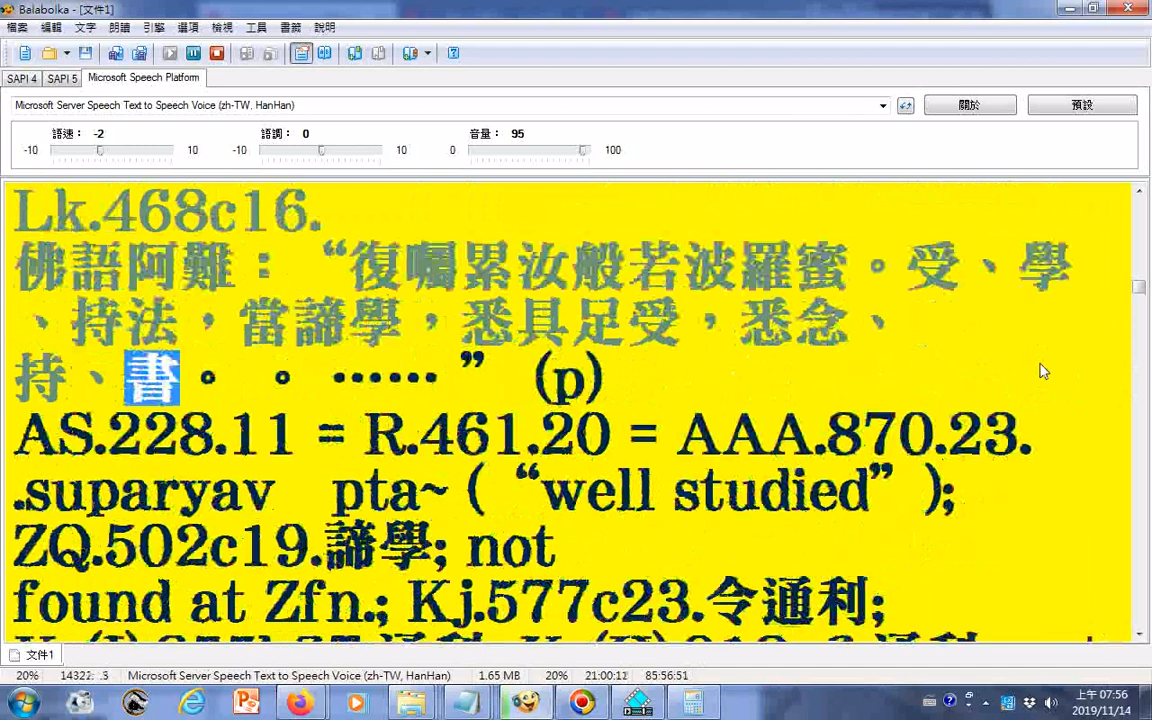 Balabolka - [文件1]
檔案 編輯 文字 朗讀 引擎 選項 檢視 工具 書籤 說明
SAPI 4 SAPI 5 Microsoft Speech Platform
Microsoft Server Speech Text to Speech Voice (zh-TW, HanHan) 關於 預設
語速： -2 語調： 0 音量： 95
-10 10 -10 10 0 100
Lk.468c16.
佛語阿難：“復囑累汝般若波羅蜜。受、學
、持法，當諦學，悉具足受，悉念、
持、書。 。 ……” (p)
AS.228.11 = R.461.20 = AAA.870.23.
.suparyav pta~ (“well studied”);
ZQ.502c19.諦學; not
found at Zfn.; Kj.577c23.令通利;
文件1
20% Microsoft Server Speech Text to Speech Voice (zh-TW, HanHan) 1.65 MB 20% 21:00:12 85:56:51
上午 07:56
2019/11/14